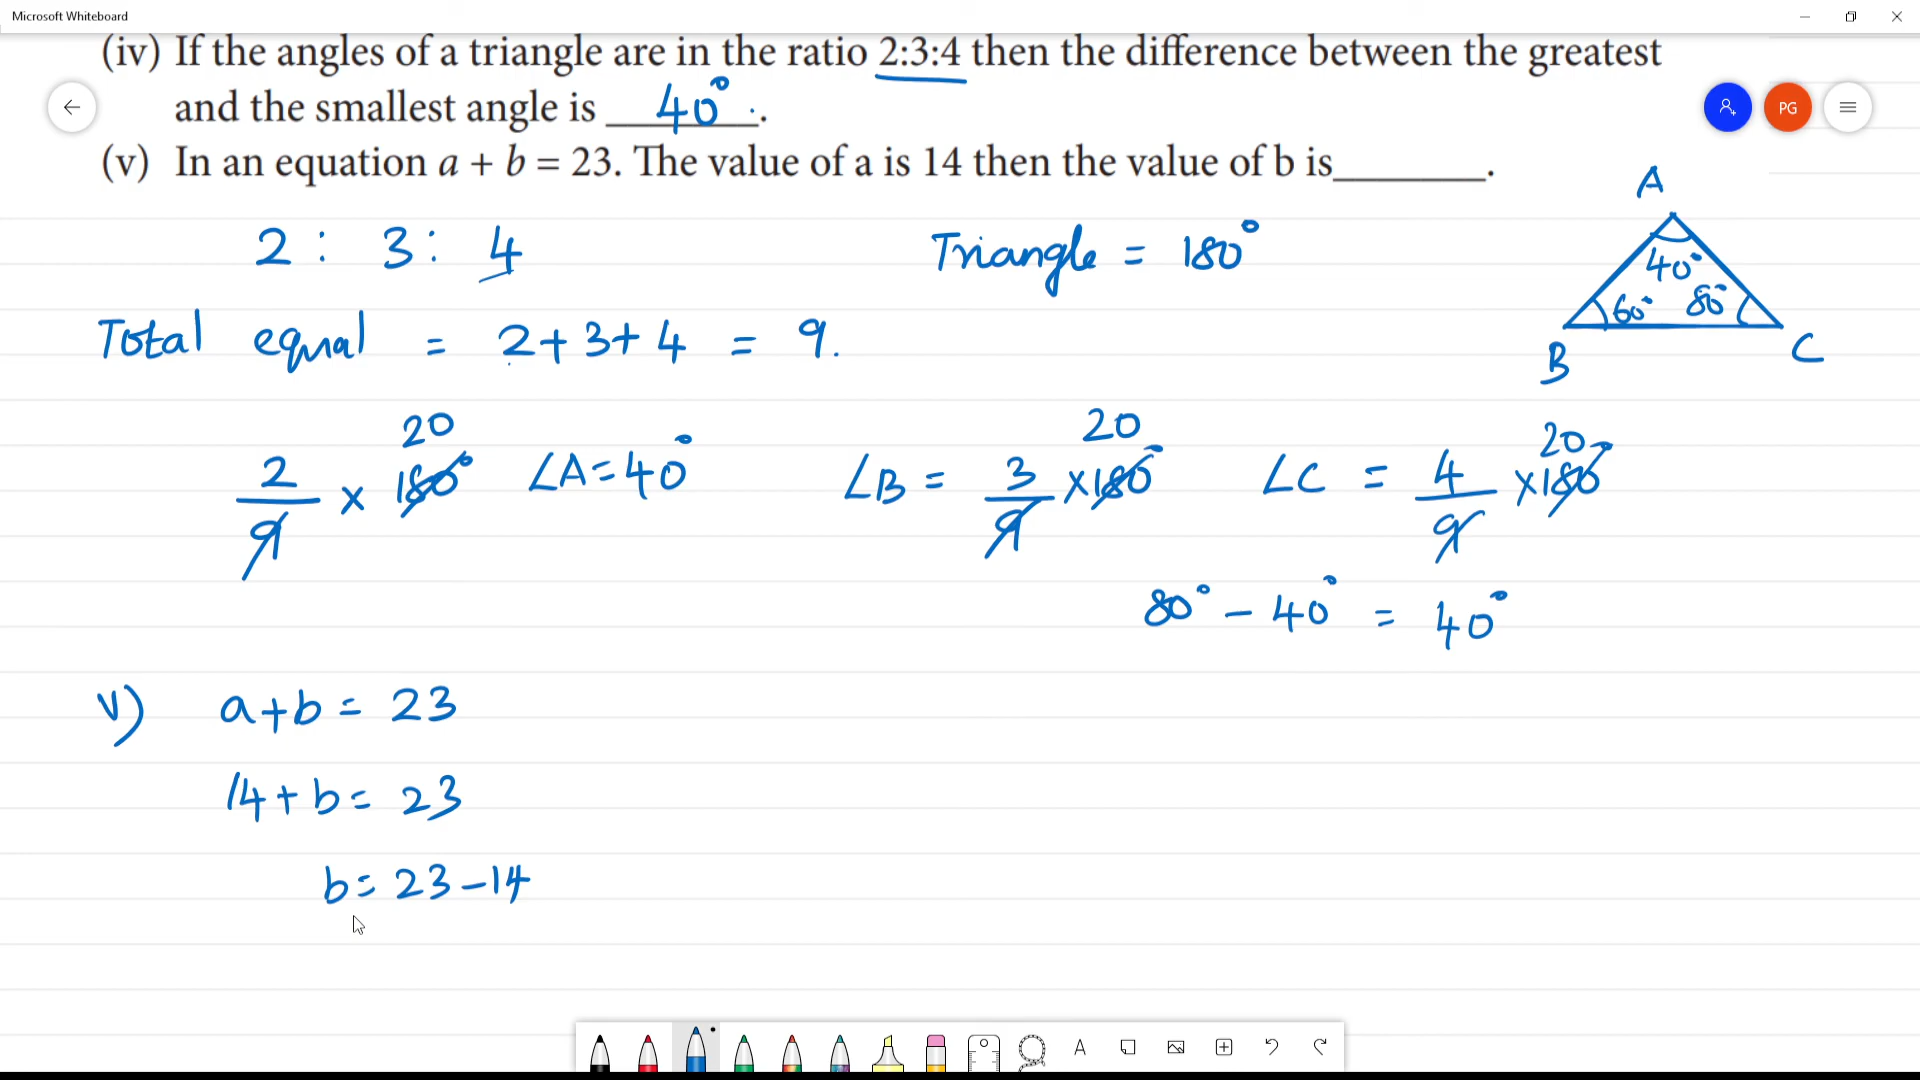 Microsoft Whiteboard
(iv) If the angles of a triangle are in the ratio 2:3:4 then the difference between the greatest
and the smallest angle is 40°.
(v) In an equation a + b = 23. The value of a is 14 then the value of b is________.
PG
2 : 3 : 4
Triangle = 180°
A
40°
60° 80°
B
C
Total equal = 2+3+4 = 9.
2/9 × 180° 20 ∠A=40°
∠B = 3/9 ×180° 20
∠C = 4/9 ×180° 20
80° - 40° = 40°
v) a+b = 23
14+b = 23
b = 23-14
A